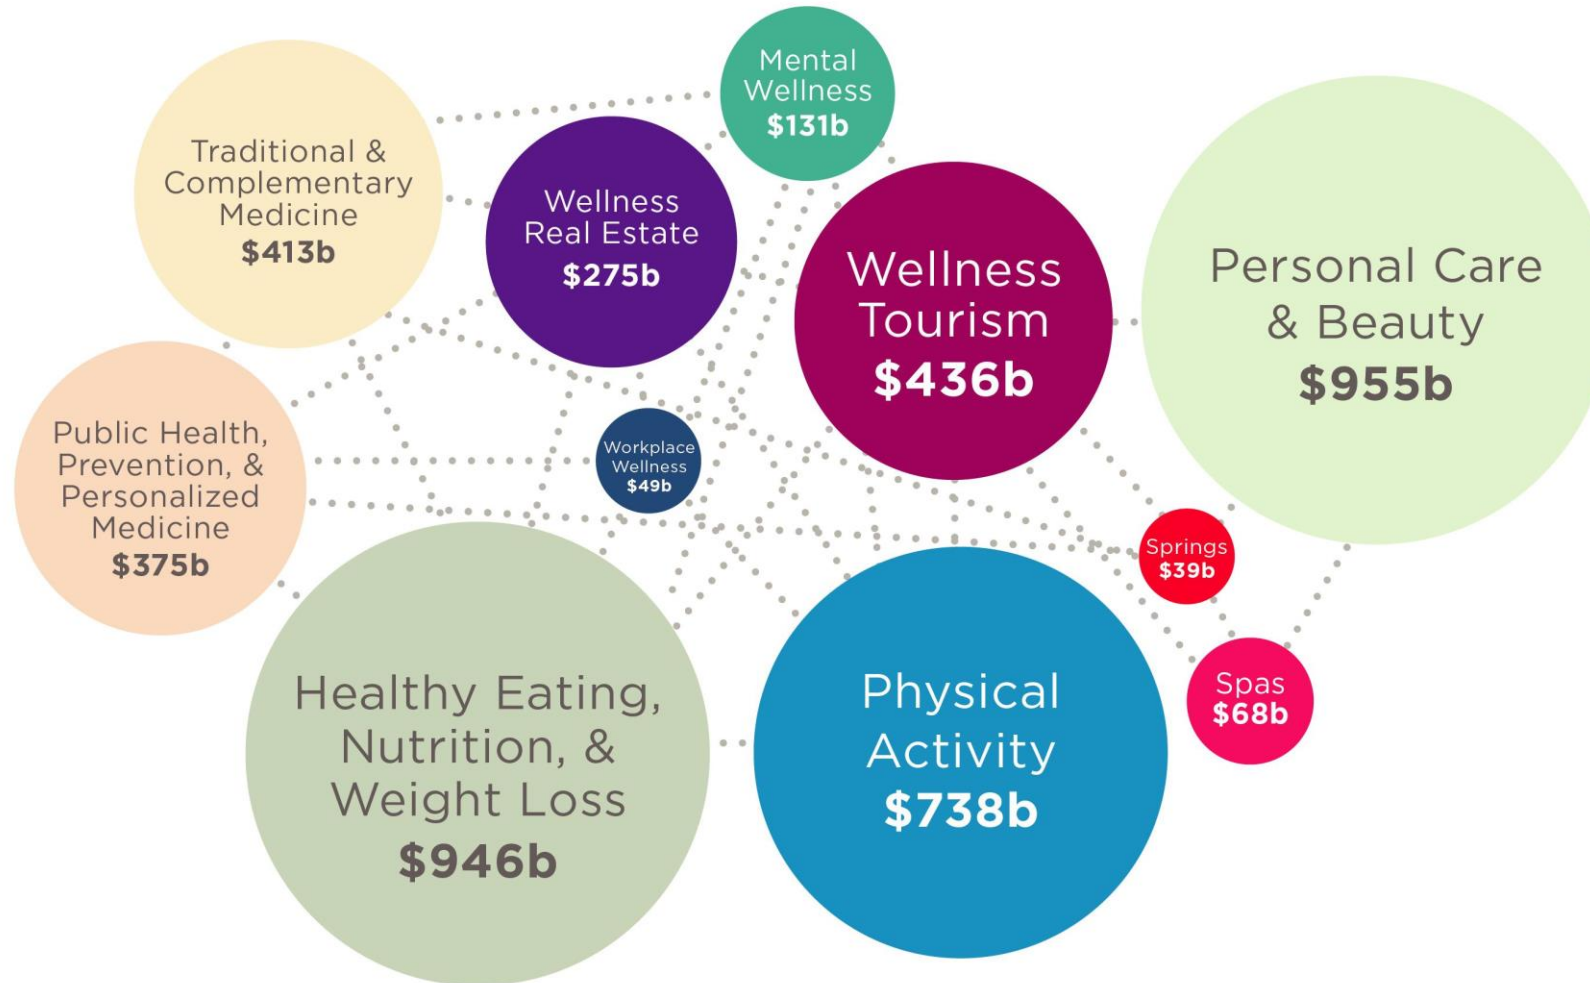 Mental
Wellness
$131b
Traditional &
Complementary
Medicine
$413b
Wellness
Real Estate
$275b
Wellness
Tourism
$436b
Personal Care
& Beauty
$955b
Public Health,
Prevention, &
Personalized
Medicine
$375b
Workplace
Wellness
$49b
Springs
$39b
Healthy Eating,
Nutrition, &
Weight Loss
$946b
Physical
Activity
$738b
Spas
$68b